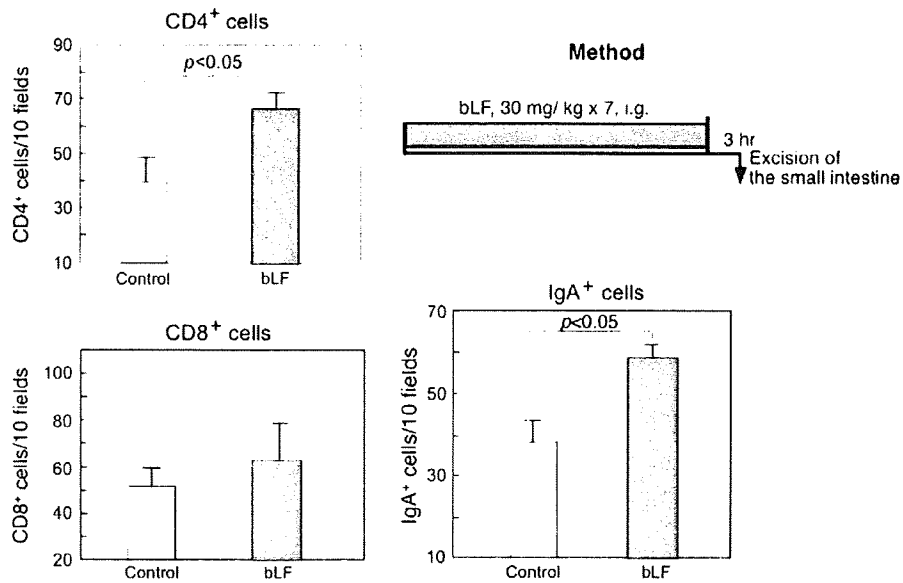 CD4+ cells
p<0.05
CD4+ cells/10 fields
90
70
50
30
10
Control
bLF
Method
bLF, 30 mg/ kg x 7, i.g.
3 hr
Excision of
the small intestine
CD8+ cells
CD8+ cells/10 fields
100
80
60
40
20
Control
bLF
IgA+ cells
p<0.05
IgA+ cells/10 fields
70
50
30
10
Control
bLF